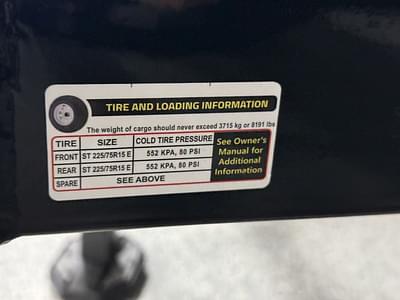 TIRE AND LOADING INFORMATION
The weight of cargo should never exceed 3715 kg or 8191 lbs
TIRE SIZE COLD TIRE PRESSURE
FRONT ST 225/75R15 E 552 KPA, 80 PSI
REAR ST 225/75R15 E 552 KPA, 80 PSI
SPARE SEE ABOVE
See Owner's
Manual for
Additional
Information